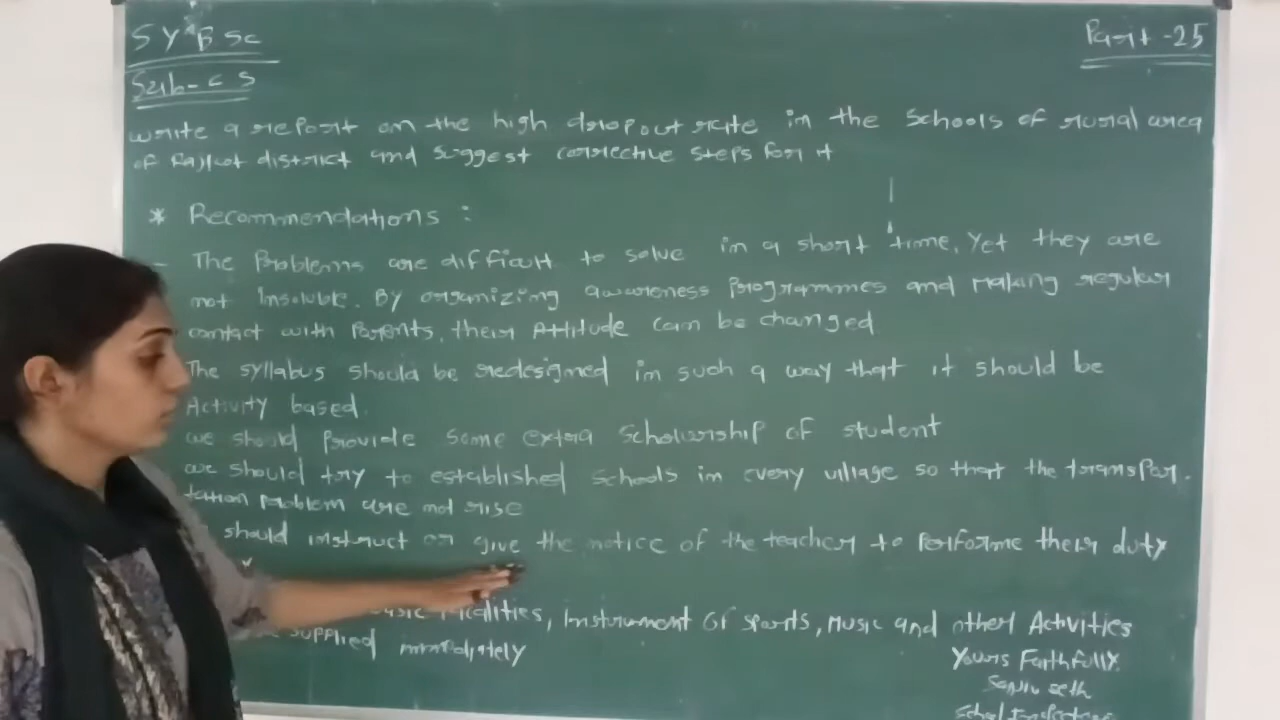 SY BSc
Part - 25
Sub - C S
write a report on the high dropout rate in the schools of rural area
of Rajkot district and suggest corrective steps for it
* Recommendations :
- The Problems are difficult to solve in a short time, Yet they are
not Insoluble. By organizing awareness Programmes and Making regular
contact with Parents, their Attitude can be changed
The syllabus should be redesigned in such a way that it should be
Activity based.
we should provide some extra Scholarship of student
we should try to established schools in every village so that the transpor-
tation problem are not rise
should instruct or give the notice of the teacher to Performe their duty
facilities, Instrument of sports, Music and other Activities
supplied immediately
Yours Faithfully.